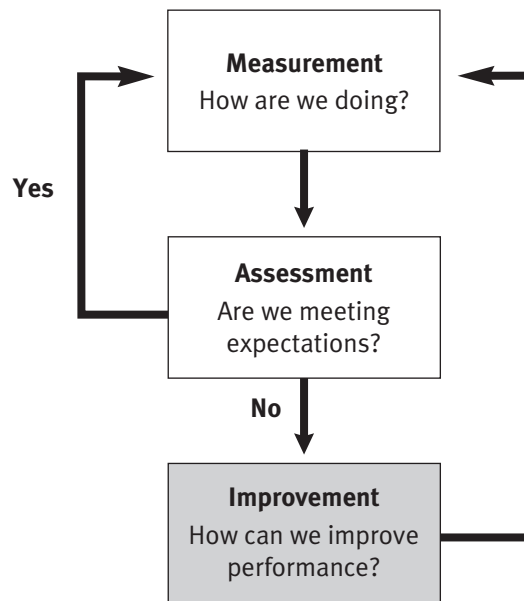 Measurement
How are we doing?
Yes
Assessment
Are we meeting
expectations?
No
Improvement
How can we improve
performance?